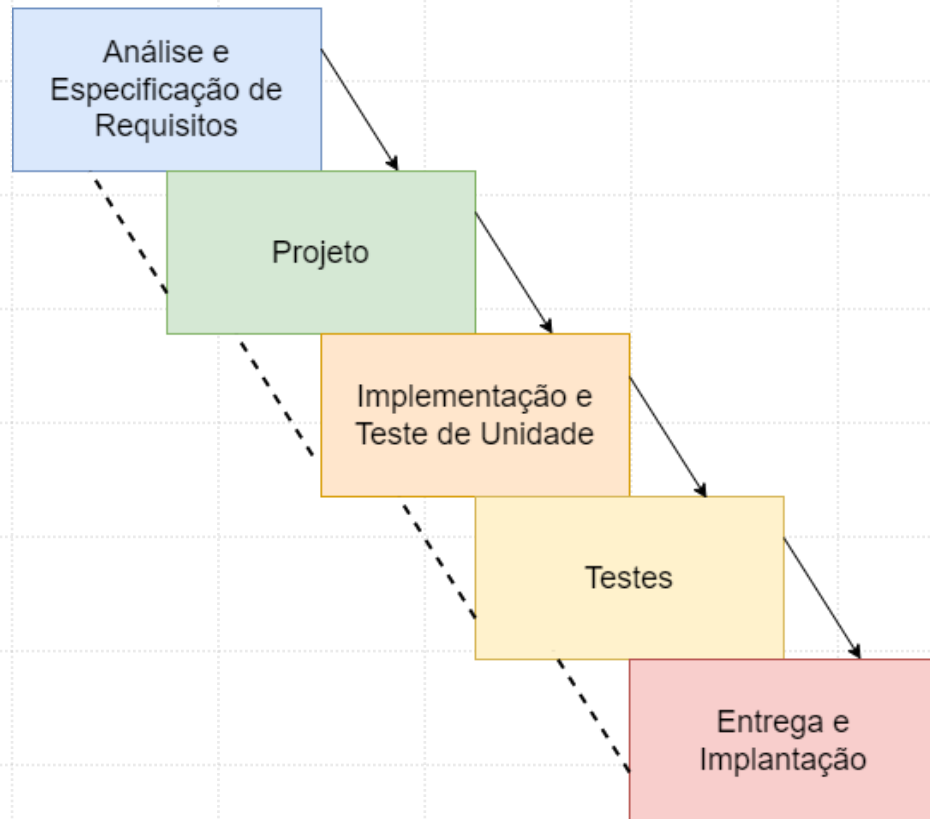 Análise e
Especificação de
Requisitos
Projeto
Implementação e
Teste de Unidade
Testes
Entrega e
Implantação